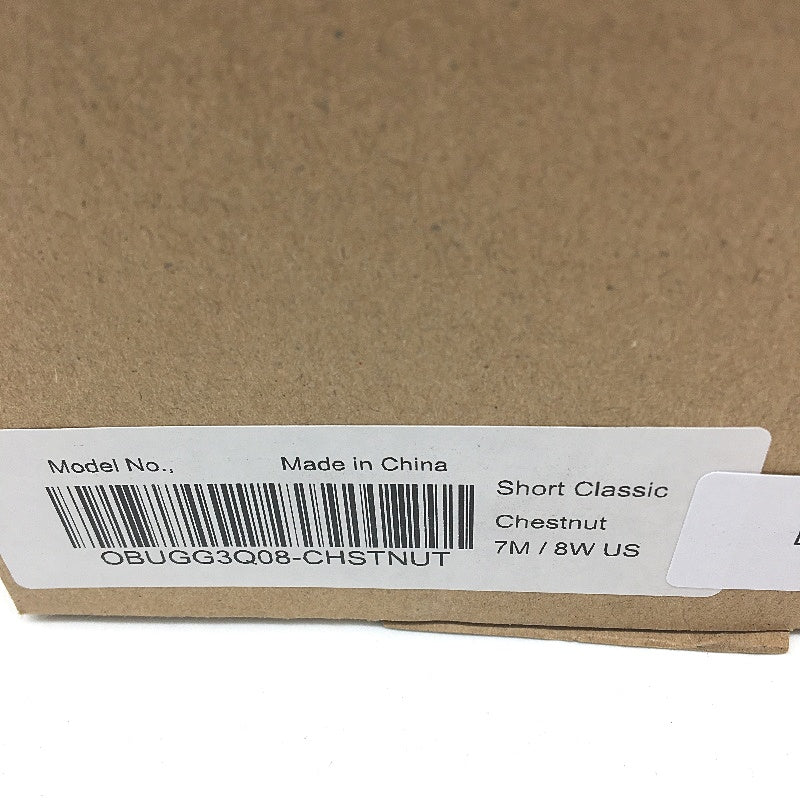 Model No.,
Made in China
OBUGG3Q08-CHSTNUT
Short Classic
Chestnut
7M / 8W US